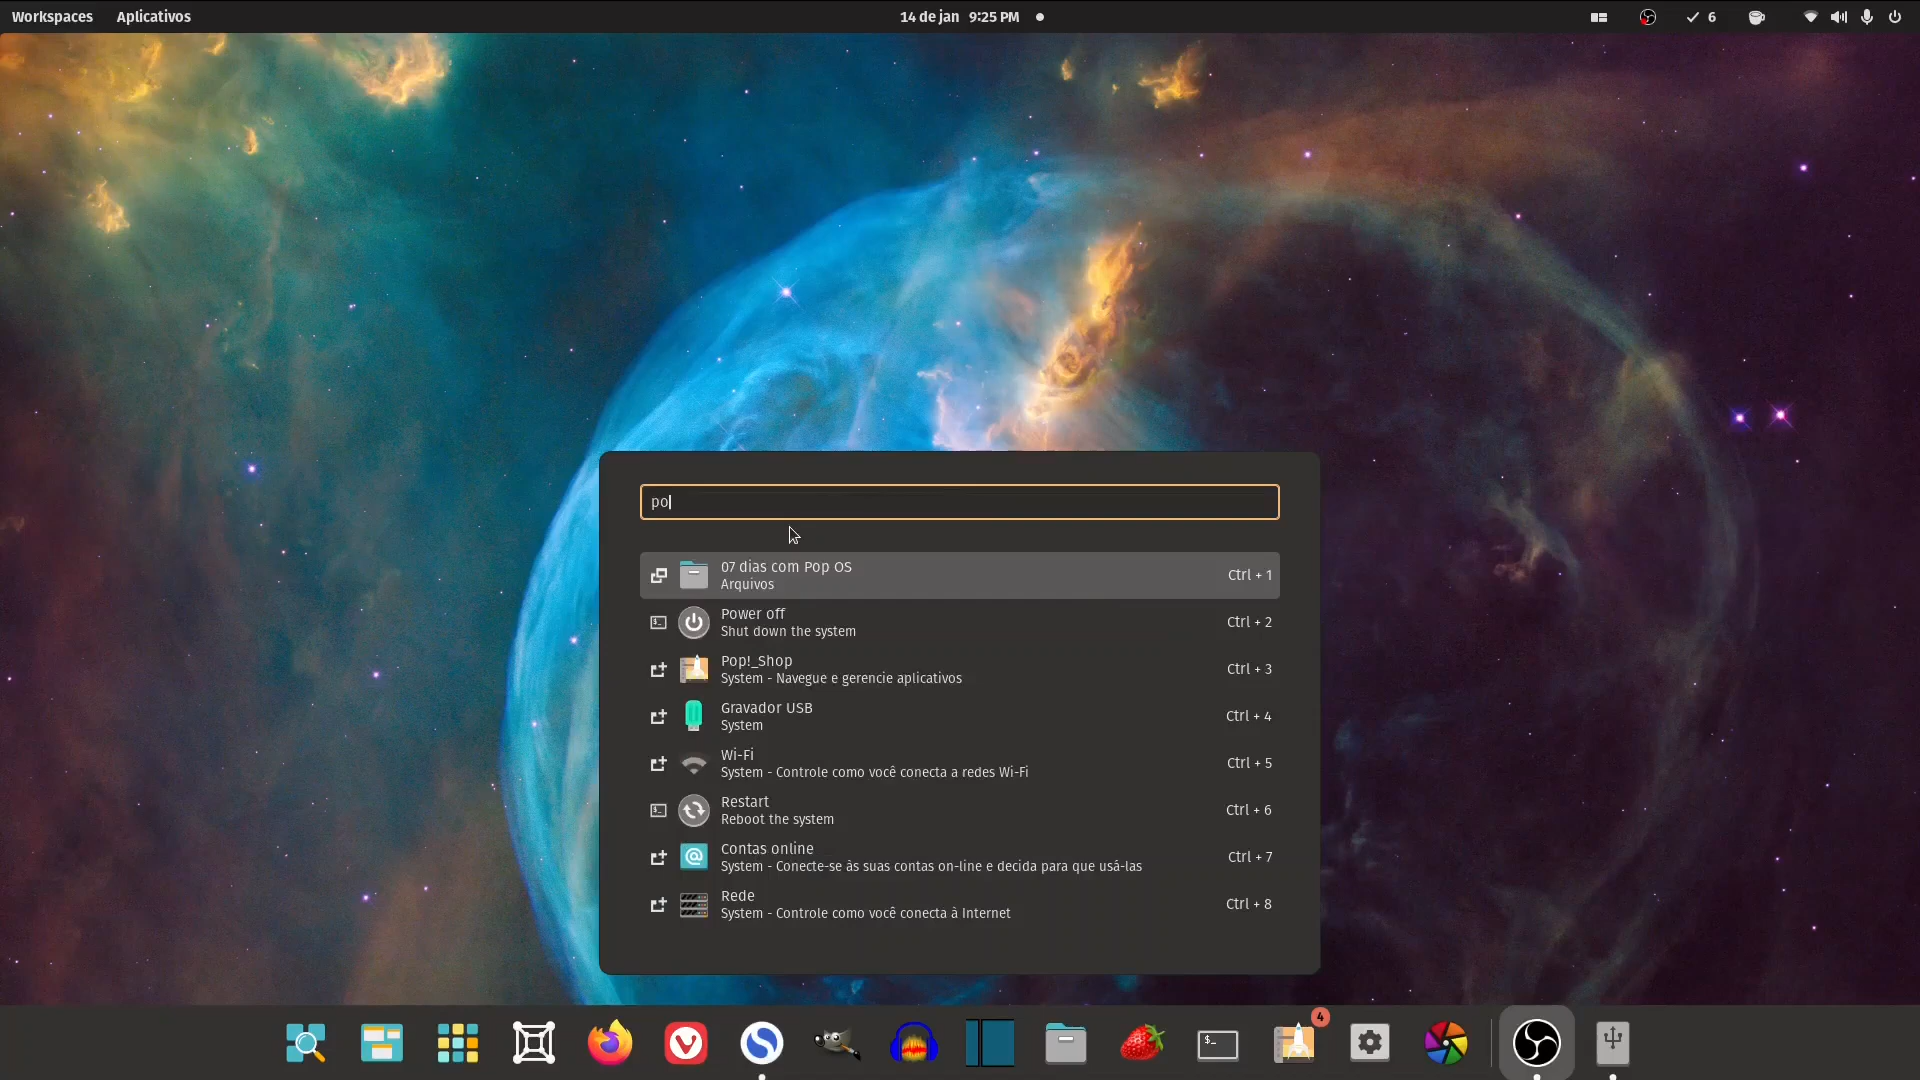 Workspaces Aplicativos 14 de jan 9:25 PM 6
po
07 dias com Pop OS
Arquivos
Ctrl + 1
Power off
Shut down the system
Ctrl + 2
Pop!_Shop
System - Navegue e gerencie aplicativos
Ctrl + 3
Gravador USB
System
Ctrl + 4
Wi-Fi
System - Controle como você conecta a redes Wi-Fi
Ctrl + 5
Restart
Reboot the system
Ctrl + 6
Contas online
System - Conecte-se às suas contas on-line e decida para que usá-las
Ctrl + 7
Rede
System - Controle como você conecta à Internet
Ctrl + 8
4